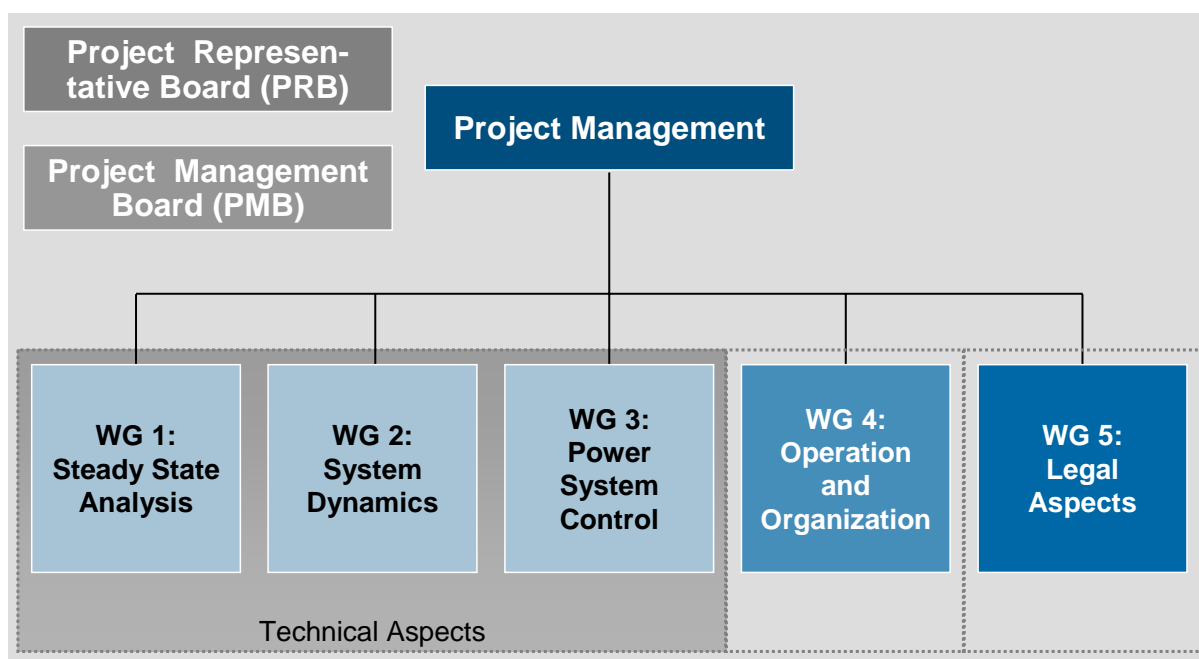 Project Represen-
tative Board (PRB)
Project Management
Project Management
Board (PMB)
WG 1:
Steady State
Analysis
WG 2:
System
Dynamics
WG 3:
Power
System
Control
WG 4:
Operation
and
Organization
WG 5:
Legal
Aspects
Technical Aspects